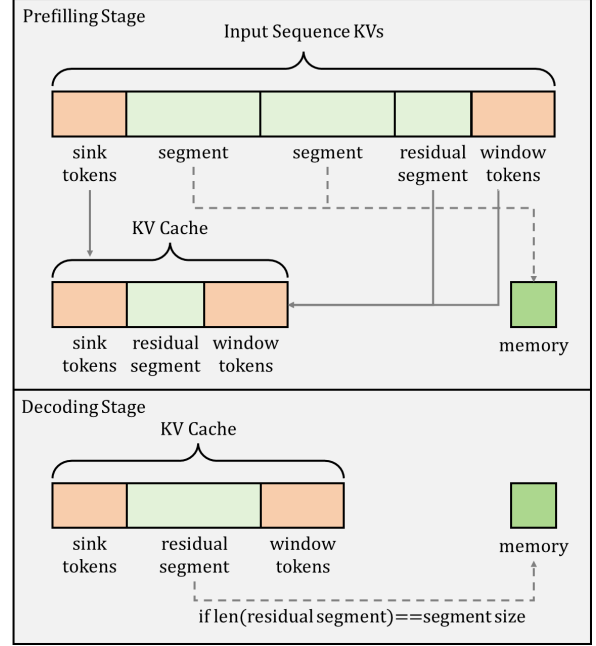 Prefilling Stage
Input Sequence KVs
sink tokens
segment
segment
residual segment
window tokens
KV Cache
sink tokens
residual segment
window tokens
memory
Decoding Stage
KV Cache
sink tokens
residual segment
window tokens
memory
if len(residual segment)==segment size